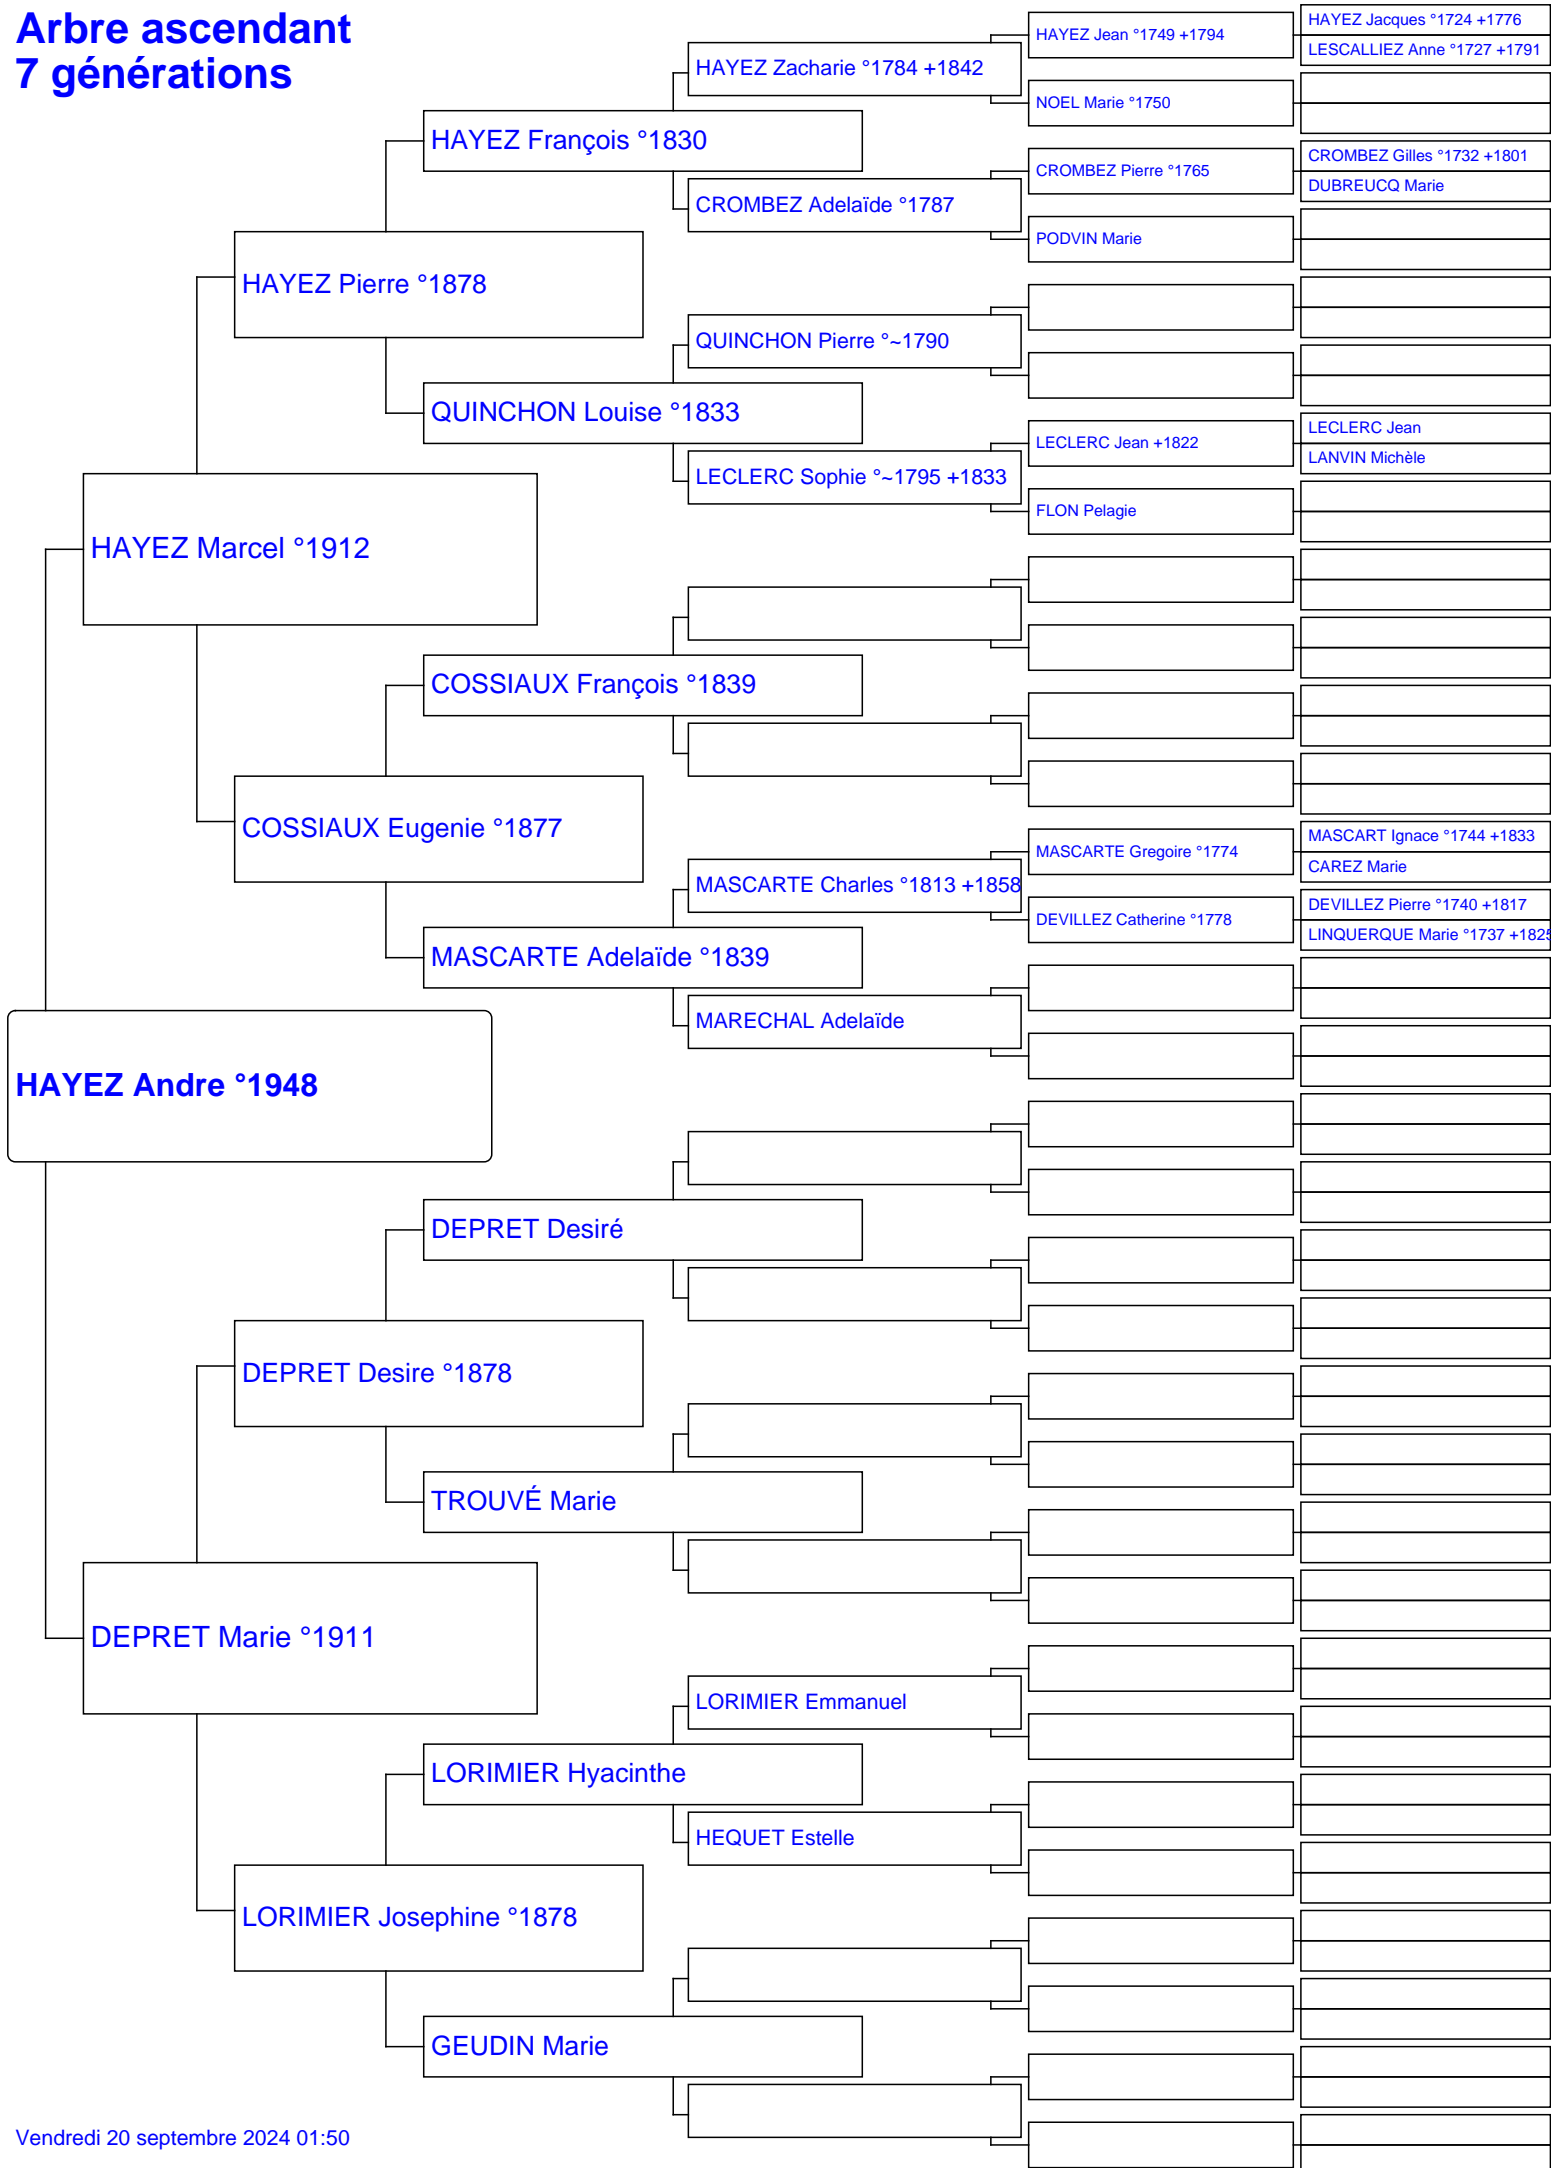 Arbre ascendant
7 générations
HAYEZ Andre °1948
HAYEZ Marcel °1912
DEPRET Marie °1911
HAYEZ Pierre °1878
COSSIAUX Eugenie °1877
DEPRET Desire °1878
LORIMIER Josephine °1878
HAYEZ François °1830
QUINCHON Louise °1833
COSSIAUX François °1839
MASCARTE Adelaïde °1839
DEPRET Desiré
TROUVÉ Marie
LORIMIER Hyacinthe
GEUDIN Marie
HAYEZ Zacharie °1784 +1842
CROMBEZ Adelaïde °1787
QUINCHON Pierre °~1790
LECLERC Sophie °~1795 +1833
MASCARTE Charles °1813 +1858
MARECHAL Adelaïde
LORIMIER Emmanuel
HEQUET Estelle
HAYEZ Jean °1749 +1794
NOEL Marie °1750
CROMBEZ Pierre °1765
PODVIN Marie
LECLERC Jean +1822
FLON Pelagie
MASCARTE Gregoire °1774
DEVILLEZ Catherine °1778
HAYEZ Jacques °1724 +1776
LESCALLIEZ Anne °1727 +1791
CROMBEZ Gilles °1732 +1801
DUBREUCQ Marie
LECLERC Jean
LANVIN Michèle
MASCART Ignace °1744 +1833
CAREZ Marie
DEVILLEZ Pierre °1740 +1817
LINQUERQUE Marie °1737 +1825
Vendredi 20 septembre 2024 01:50